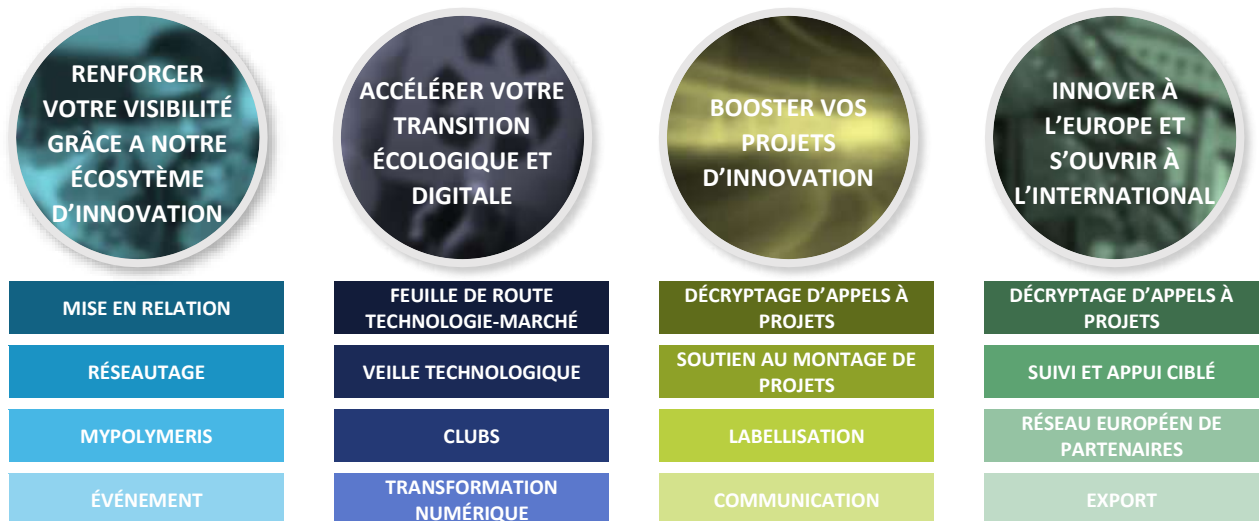 RENFORCER
VOTRE VISIBILITÉ
GRÂCE A NOTRE
ÉCOSYTÈME
D’INNOVATION
MISE EN RELATION
RÉSEAUTAGE
MYPOLYMERIS
ÉVÉNEMENT
ACCÉLÉRER VOTRE
TRANSITION
ÉCOLOGIQUE ET
DIGITALE
FEUILLE DE ROUTE
TECHNOLOGIE-MARCHÉ
VEILLE TECHNOLOGIQUE
CLUBS
TRANSFORMATION
NUMÉRIQUE
BOOSTER VOS
PROJETS
D’INNOVATION
DÉCRYPTAGE D’APPELS À
PROJETS
SOUTIEN AU MONTAGE DE
PROJETS
LABELLISATION
COMMUNICATION
INNOVER À
L’EUROPE ET
S’OUVRIR À
L’INTERNATIONAL
DÉCRYPTAGE D’APPELS À
PROJETS
SUIVI ET APPUI CIBLÉ
RÉSEAU EUROPÉEN DE
PARTENAIRES
EXPORT